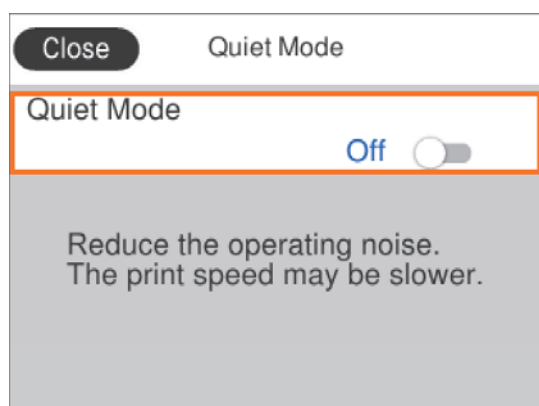 Close Quiet Mode
Quiet Mode
Off
Reduce the operating noise.
The print speed may be slower.